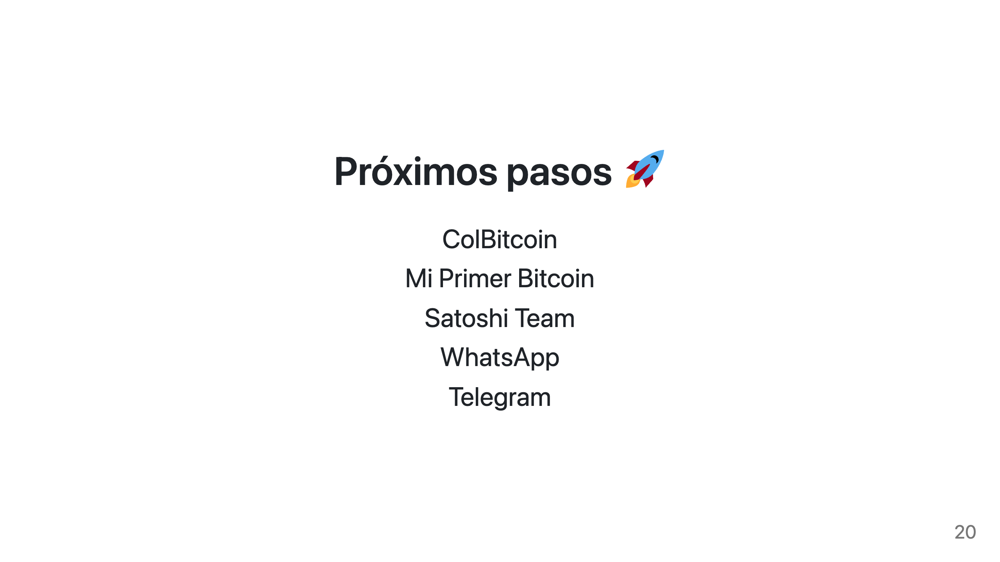 Próximos pasos 🚀
ColBitcoin
Mi Primer Bitcoin
Satoshi Team
WhatsApp
Telegram
20